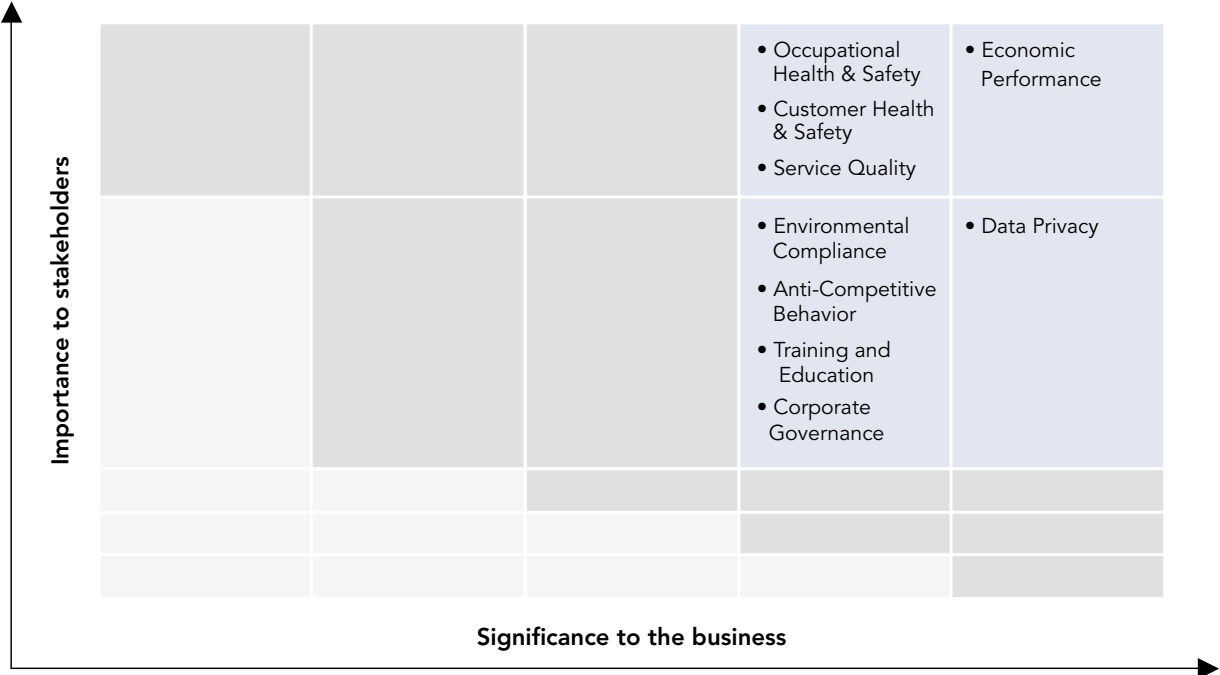 Importance to stakeholders
• Occupational
Health & Safety
• Customer Health
& Safety
• Service Quality
• Economic
Performance
• Environmental
Compliance
• Anti-Competitive
Behavior
• Training and
Education
• Corporate
Governance
• Data Privacy
Significance to the business